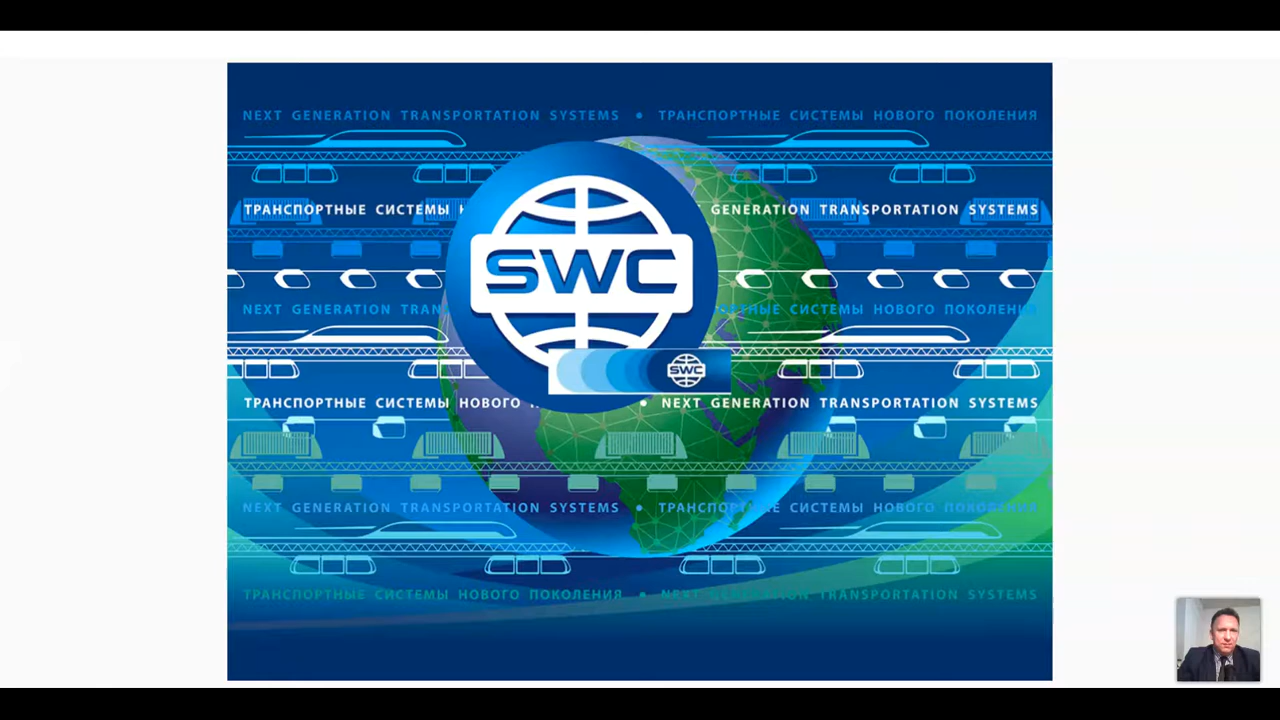 NEXT GENERATION TRANSPORTATION SYSTEMS • ТРАНСПОРТНЫЕ СИСТЕМЫ НОВОГО ПОКОЛЕНИЯ
ТРАНСПОРТНЫЕ СИСТЕМЫ GENERATION TRANSPORTATION SYSTEMS
SWC
NEXT GENERATION НОВОГО ПОКОЛЕНИЯ
SWC
ТРАНСПОРТНЫЕ СИСТЕМЫ НОВОГО • NEXT GENERATION TRANSPORTATION SYSTEMS
NEXT GENERATION TRANSPORTATION SYSTEMS • ТРАНСПОРТНЫЕ СИСТЕМЫ НОВОГО ПОКОЛЕНИЯ
ТРАНСПОРТНЫЕ СИСТЕМЫ НОВОГО ПОКОЛЕНИЯ • NEXT GENERATION TRANSPORTATION SYSTEMS